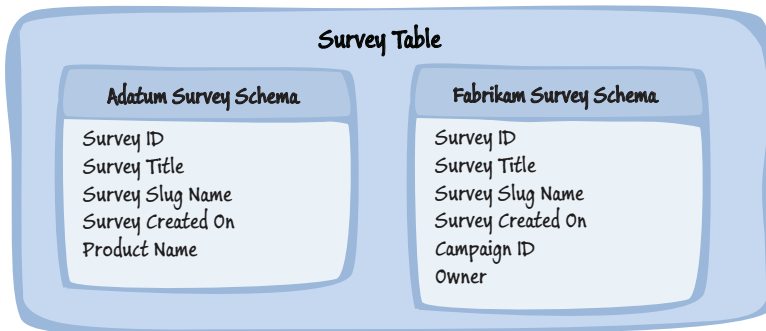 Survey Table
Adatum Survey Schema
Survey ID
Survey Title
Survey Slug Name
Survey Created On
Product Name
Fabrikam Survey Schema
Survey ID
Survey Title
Survey Slug Name
Survey Created On
Campaign ID
Owner